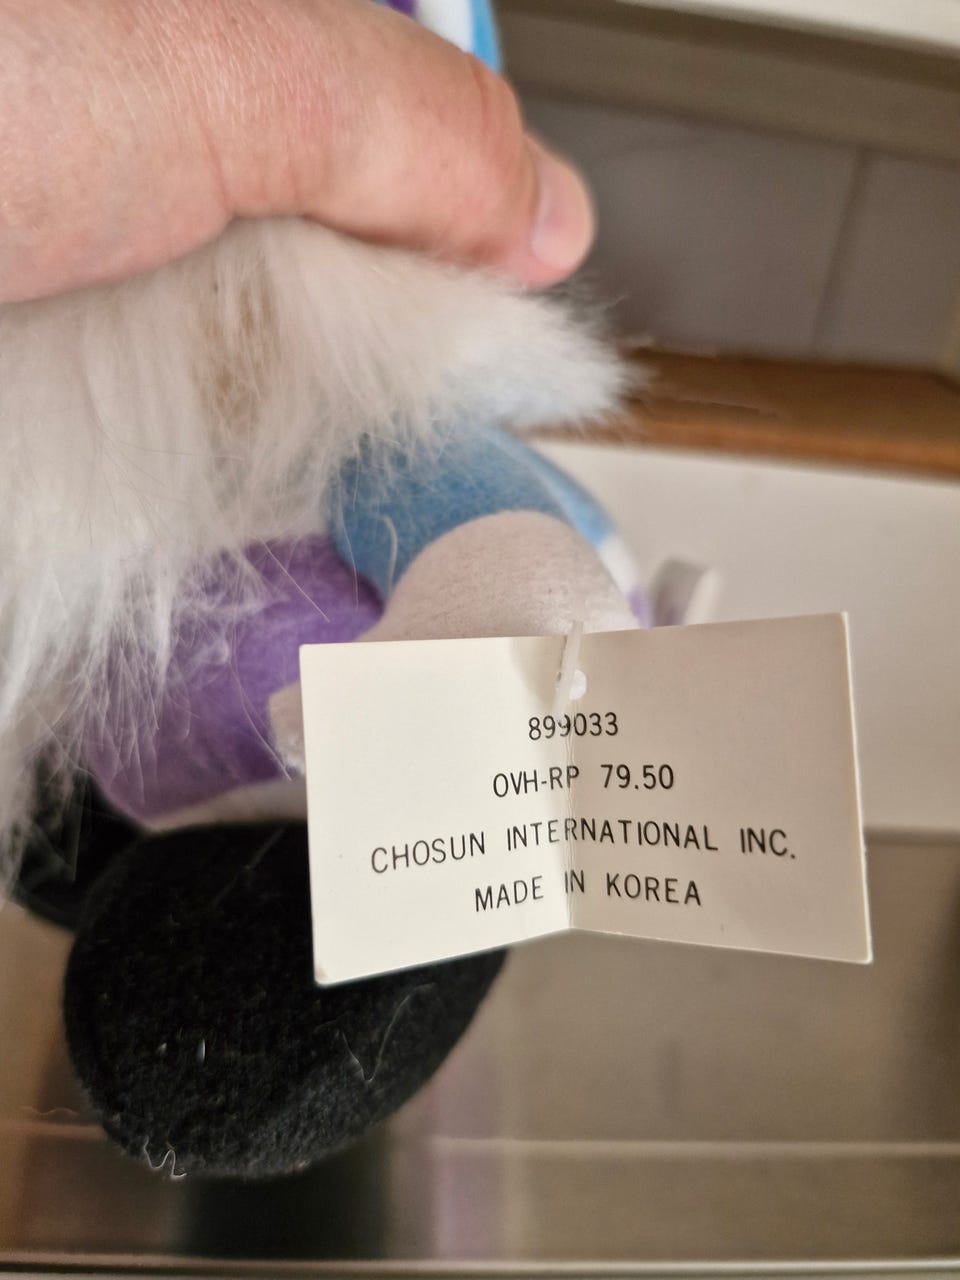 899033
OVH-RP 79.50
CHOSUN INTERNATIONAL INC.
MADE IN KOREA